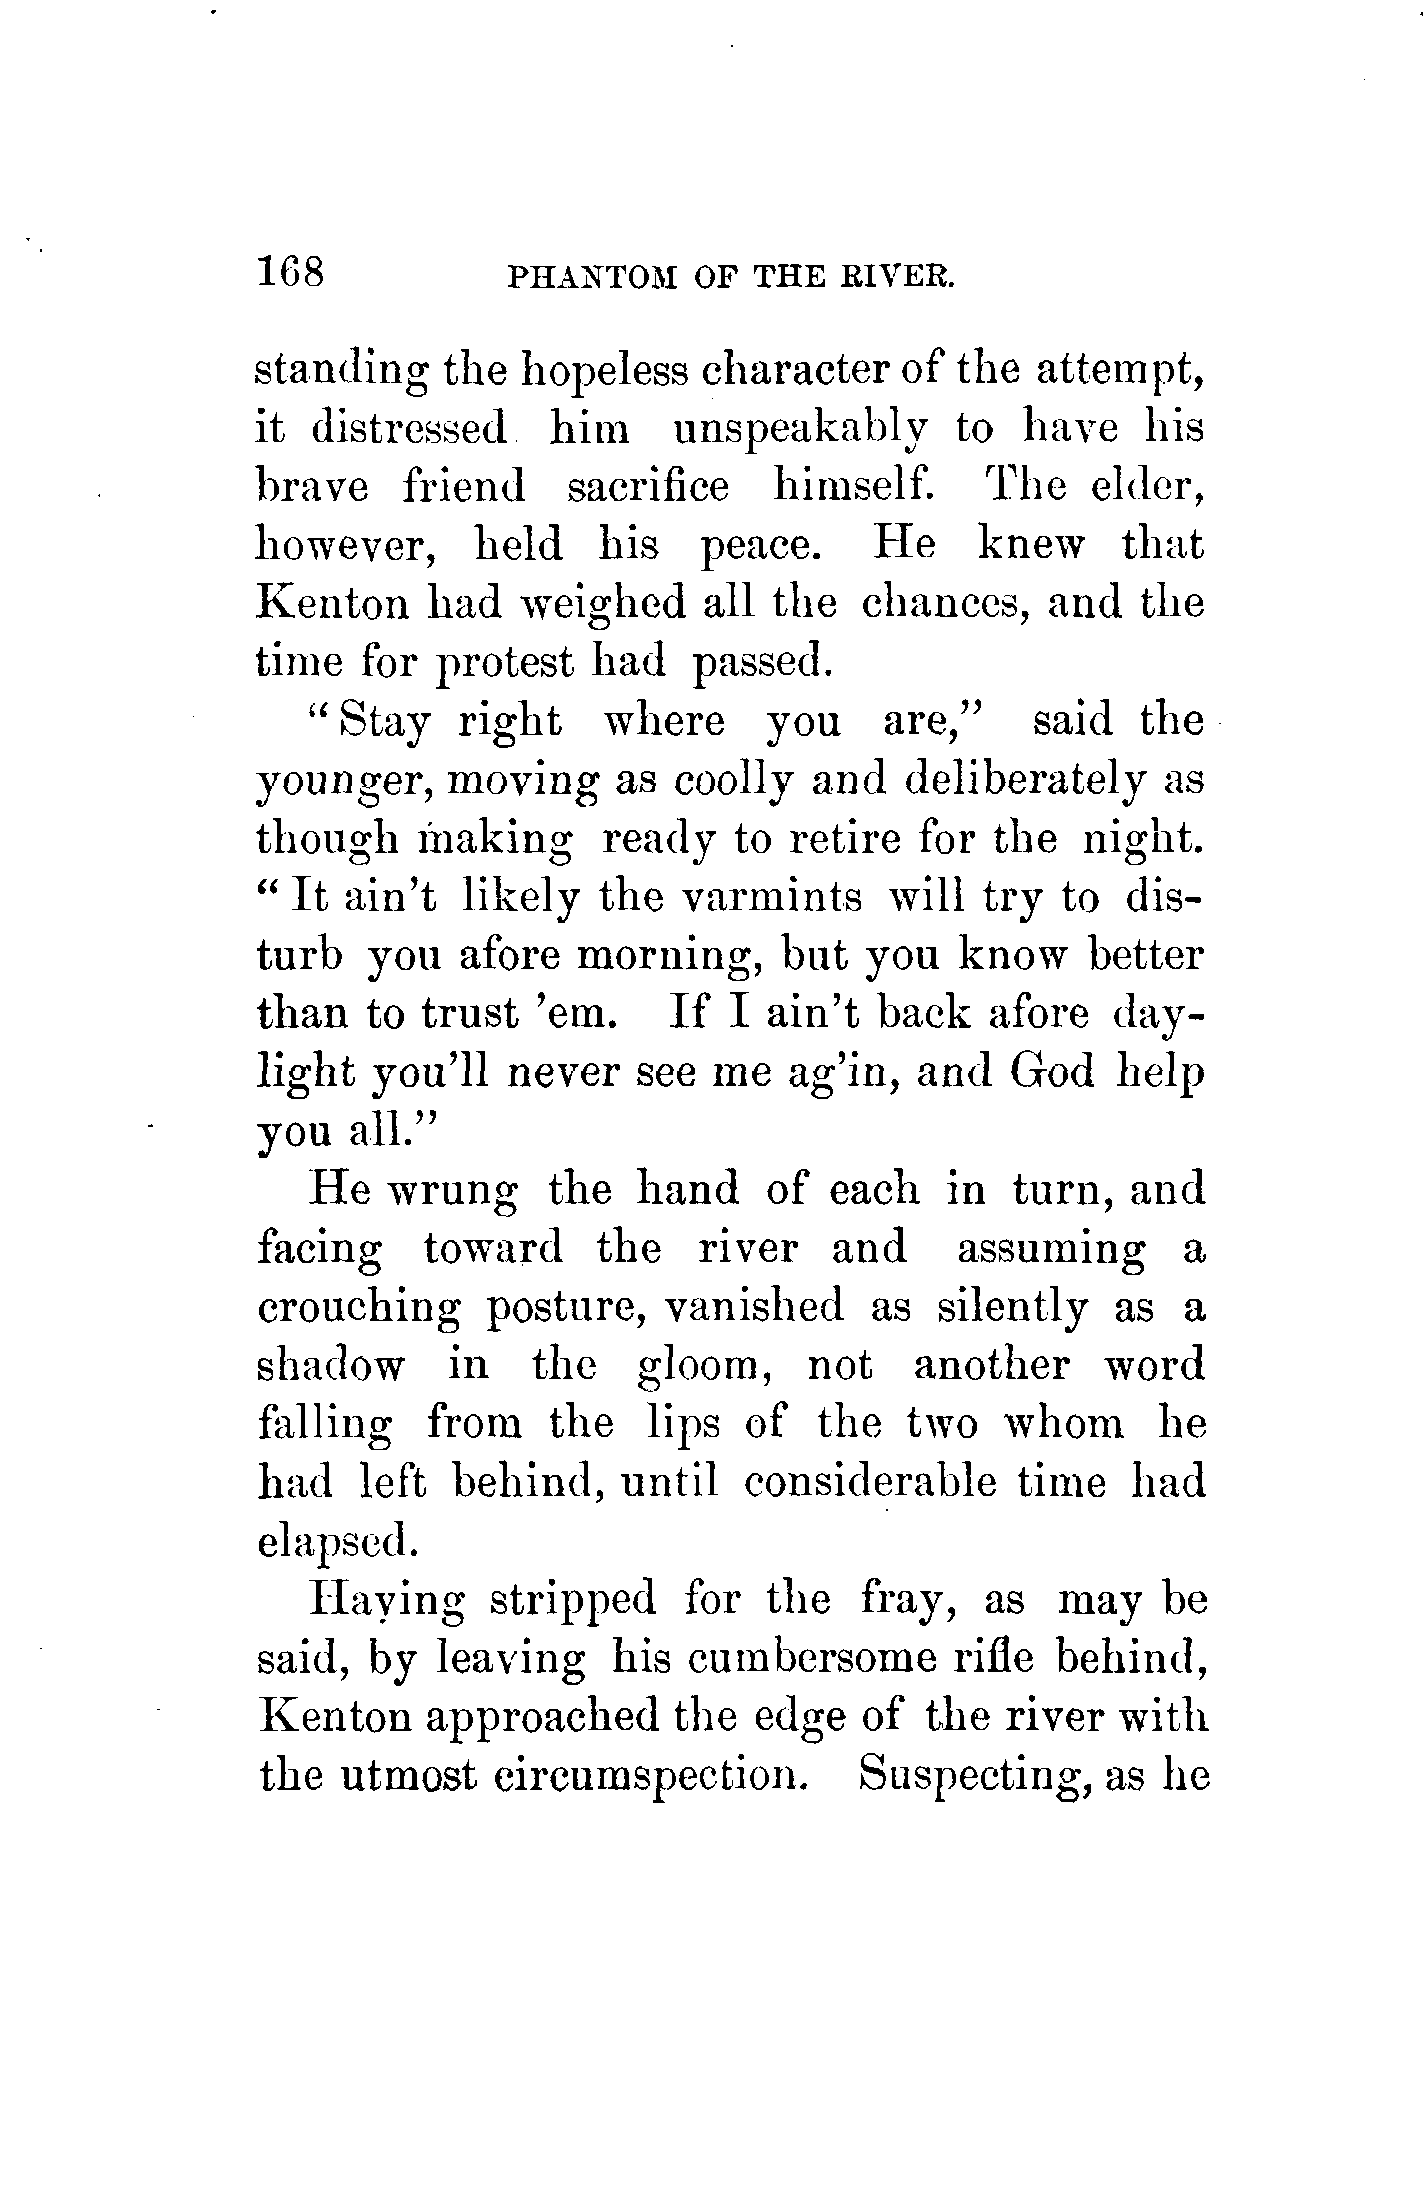 168 PHANTOM OF THE RIVER.
standing the hopeless character of the attempt,
it distressed him unspeakably to have his
brave friend sacrifice himself. The elder,
however, held his peace. He knew that
Kenton had weighed all the chances, and the
time for protest had passed.
"Stay right where you are," said the
younger, moving as coolly and deliberately as
though making ready to retire for the night.
"It ain't likely the varmints will try to dis-
turb you afore morning, but you know better
than to trust 'em. If I ain't back afore day-
light you'll never see me ag'in, and God help
you all."
He wrung the hand of each in turn, and
facing toward the river and assuming a
crouching posture, vanished as silently as a
shadow in the gloom, not another word
falling from the lips of the two whom he
had left behind, until considerable time had
elapsed.
Having stripped for the fray, as may be
said, by leaving his cumbersome rifle behind,
Kenton approached the edge of the river with
the utmost circumspection. Suspecting, as he